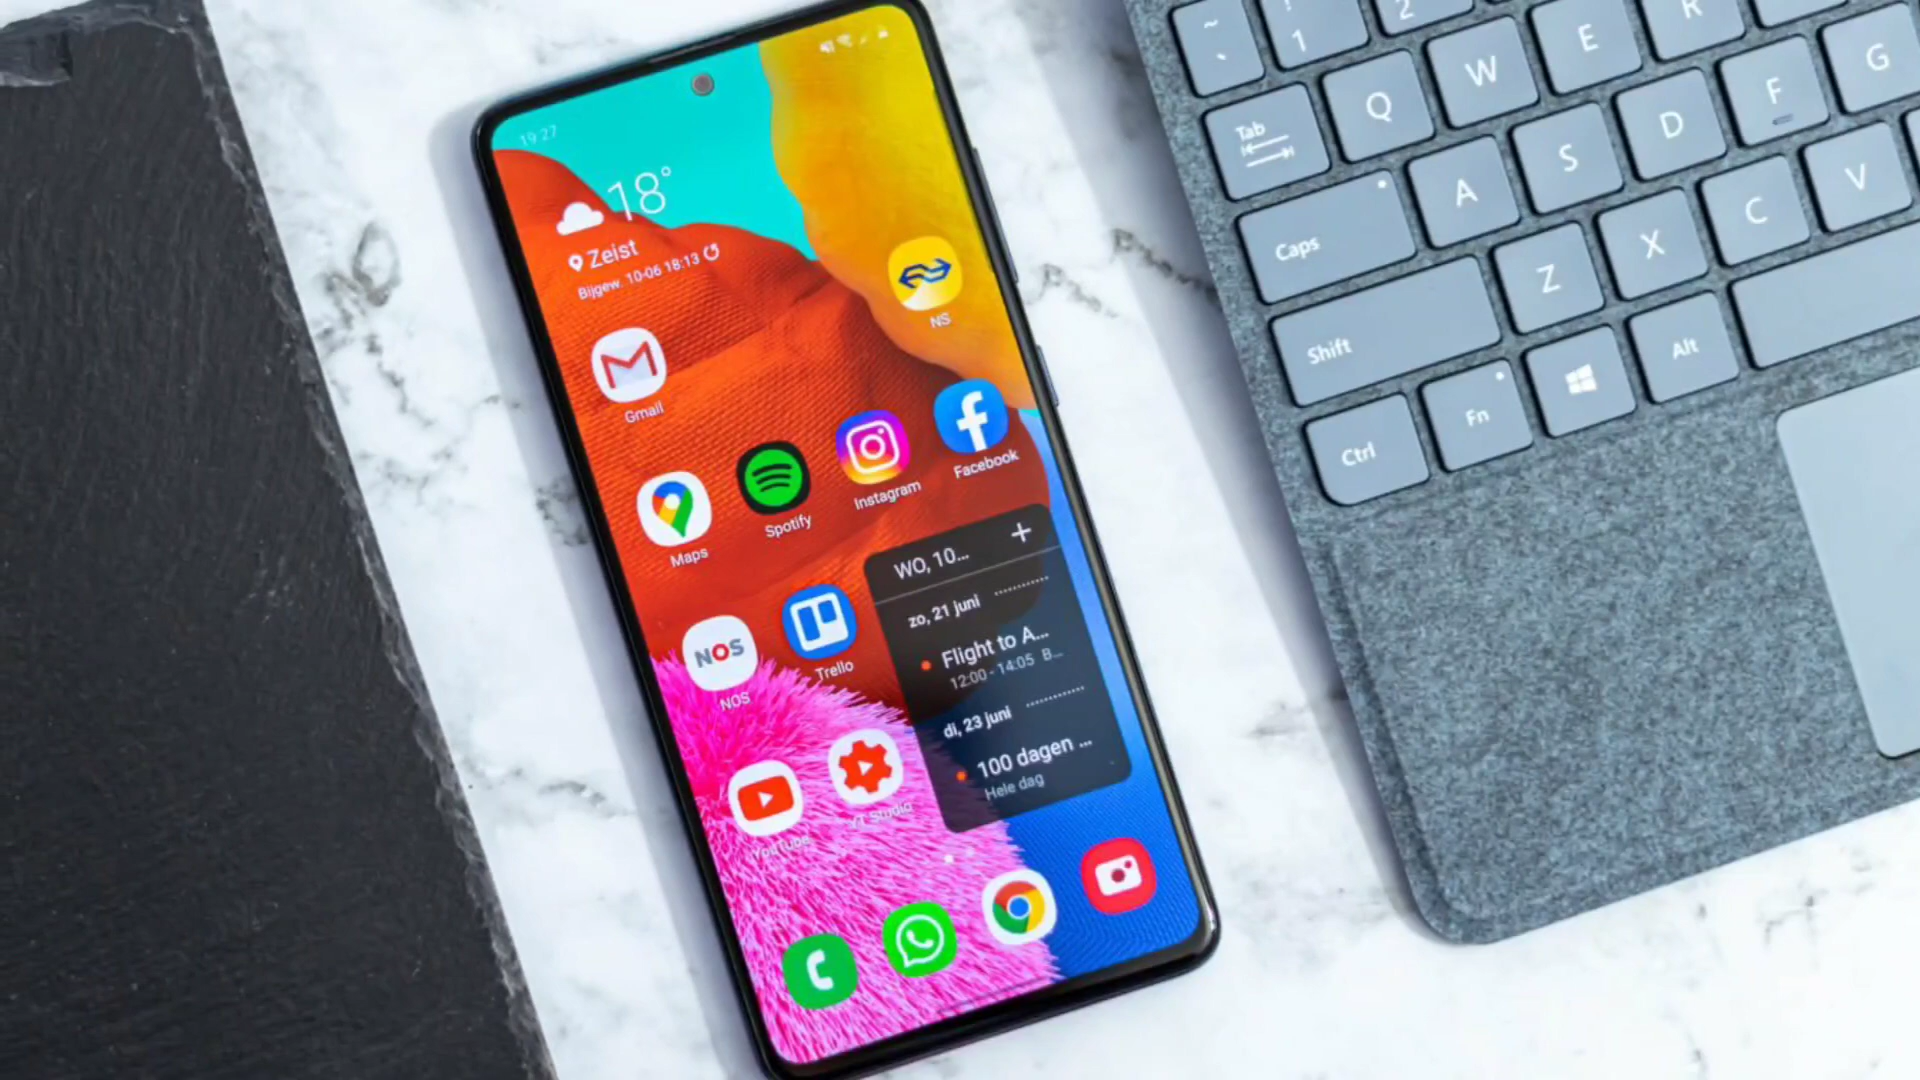 19:27
18°
Zeist
Bijgew. 10-06 18:13
NS
Gmail
Maps
Spotify
Instagram
Facebook
WO, 10...
zo, 21 juni
Flight to A...
12:00 - 14:05 B...
di, 23 juni
100 dagen ...
Hele dag
NOS
NOS
Trello
YouTube
YT Studio
~ ` ! 1 2
Tab Q W E R
Caps A S D F G
Shift Z X C V
Ctrl Fn Alt